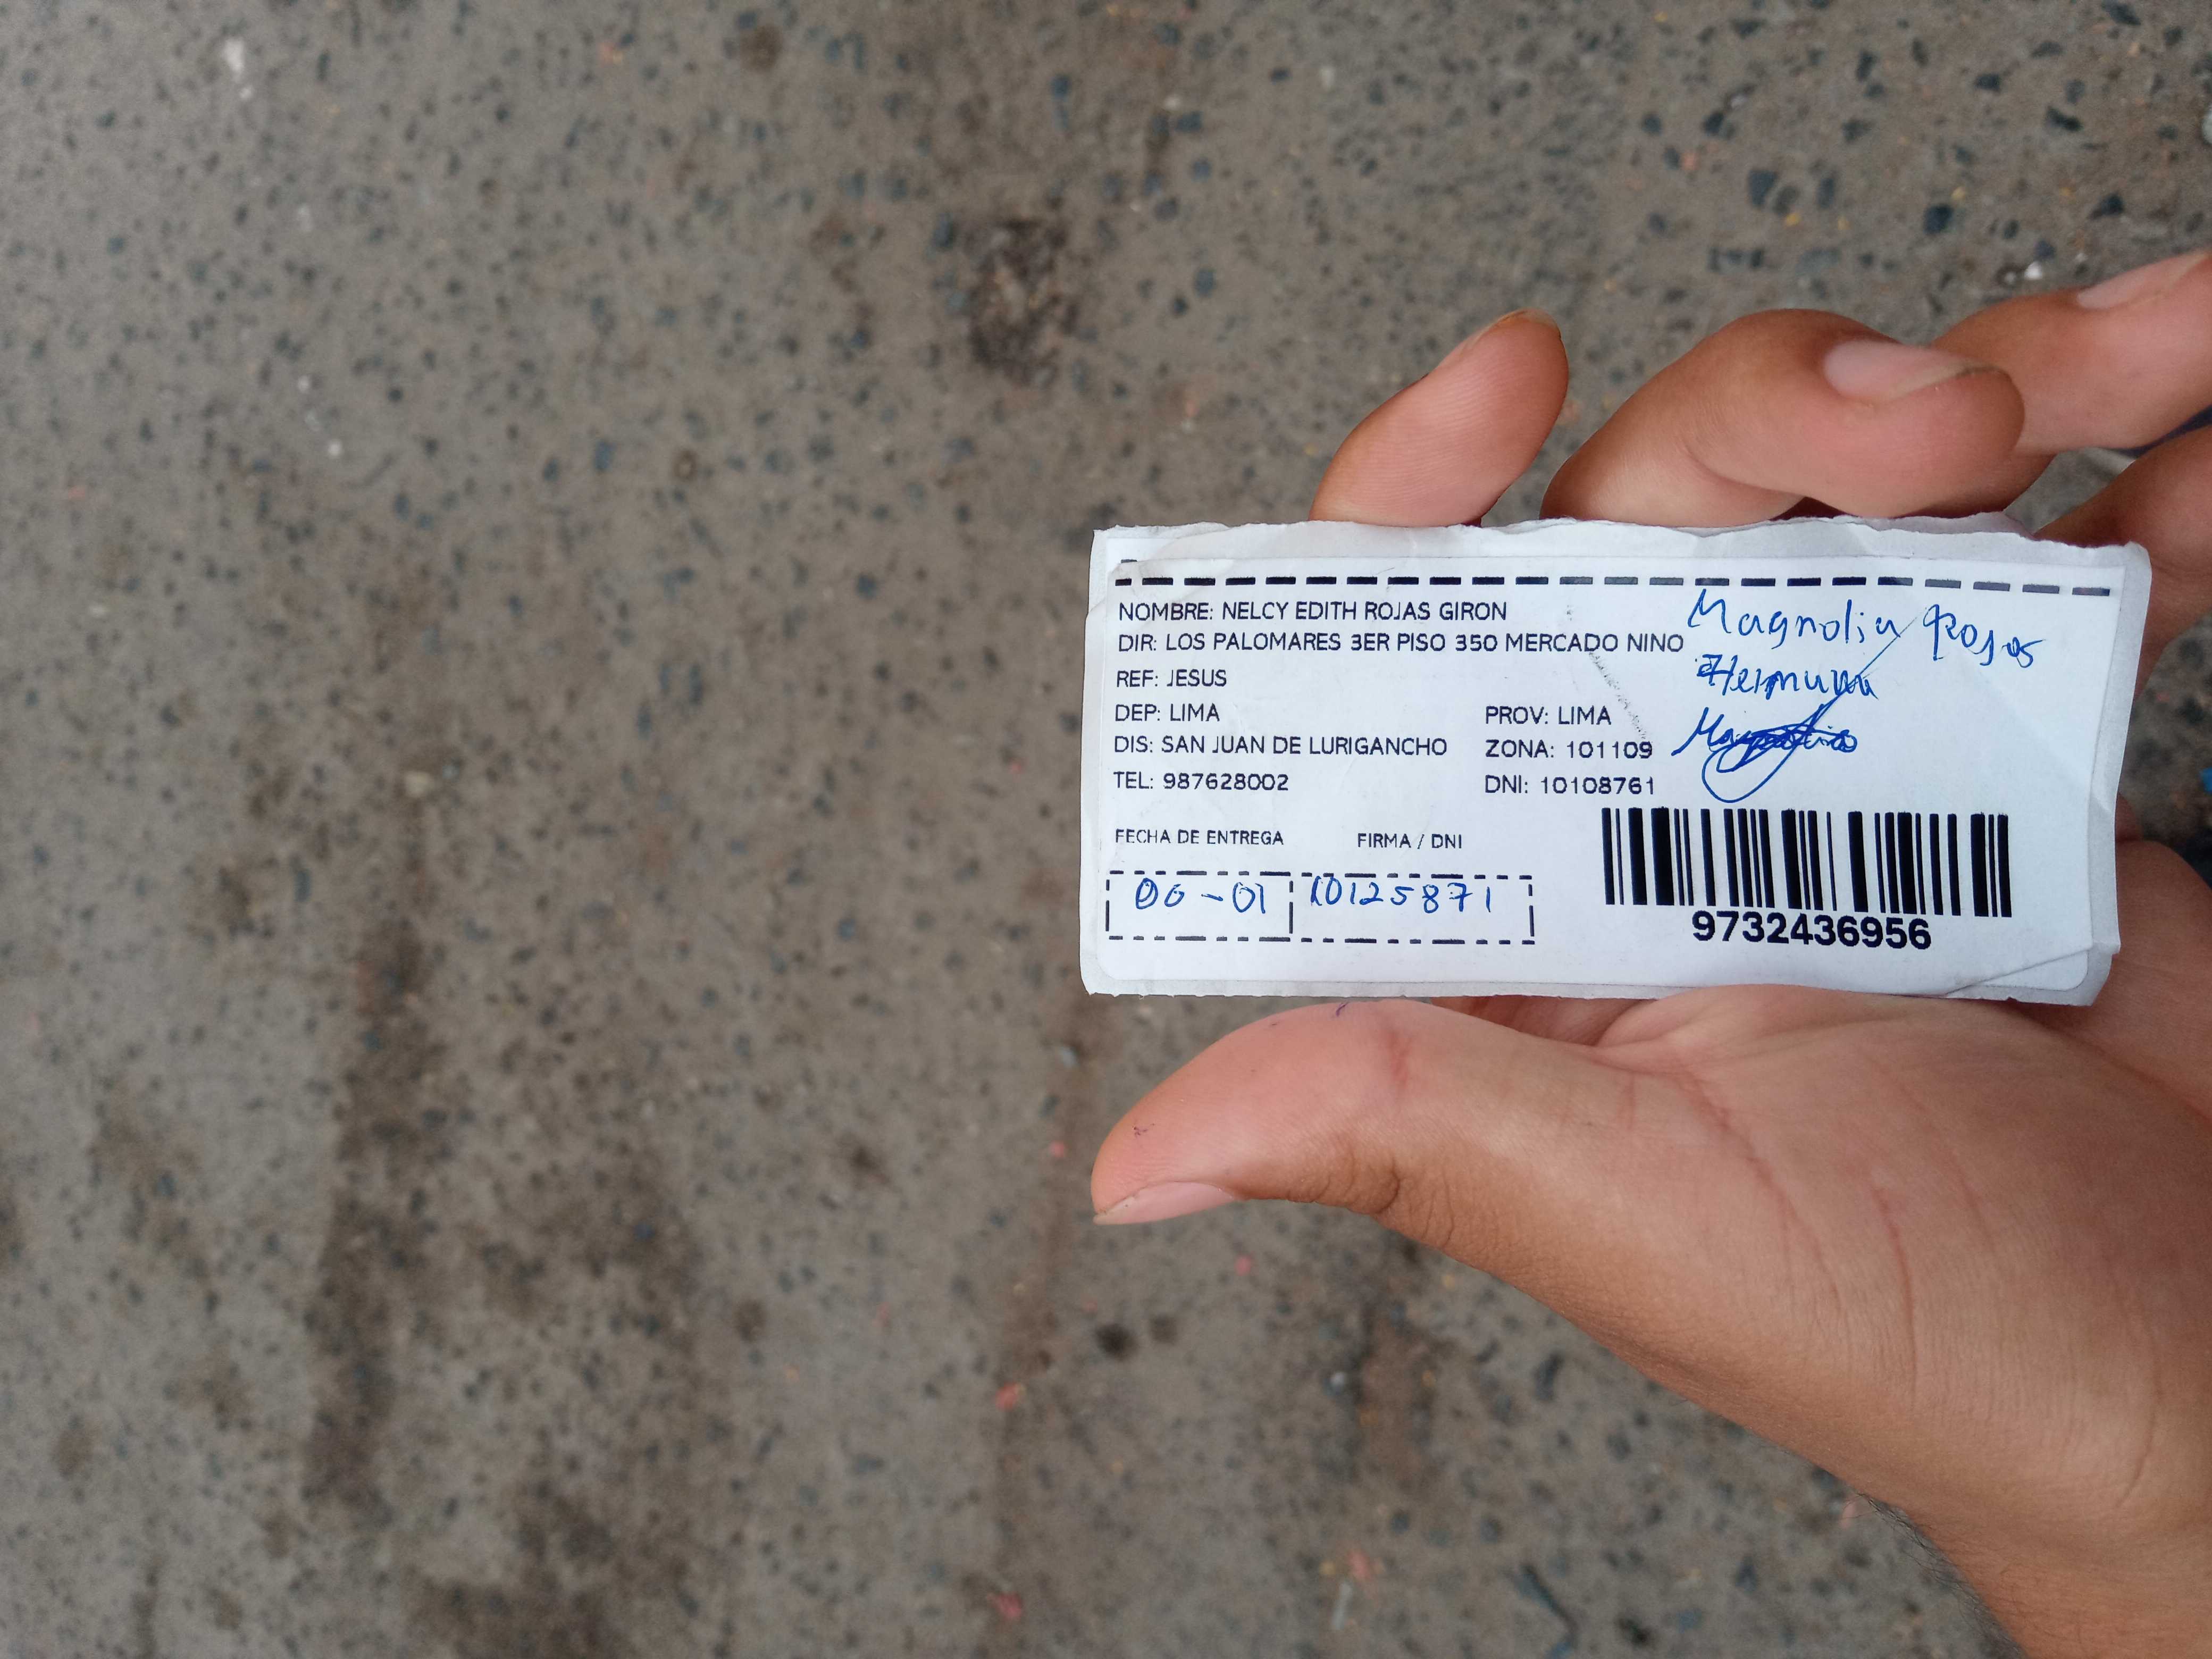 NOMBRE: NELCY EDITH ROJAS GIRON
DIR: LOS PALOMARES 3ER PISO 350 MERCADO NINO
REF: JESUS
DEP: LIMA PROV: LIMA
DIS: SAN JUAN DE LURIGANCHO ZONA: 101109
TEL: 987628002 DNI: 10108761
Magnolia Rojas
Hermana
FECHA DE ENTREGA FIRMA / DNI
06-01 10125871
9732436956